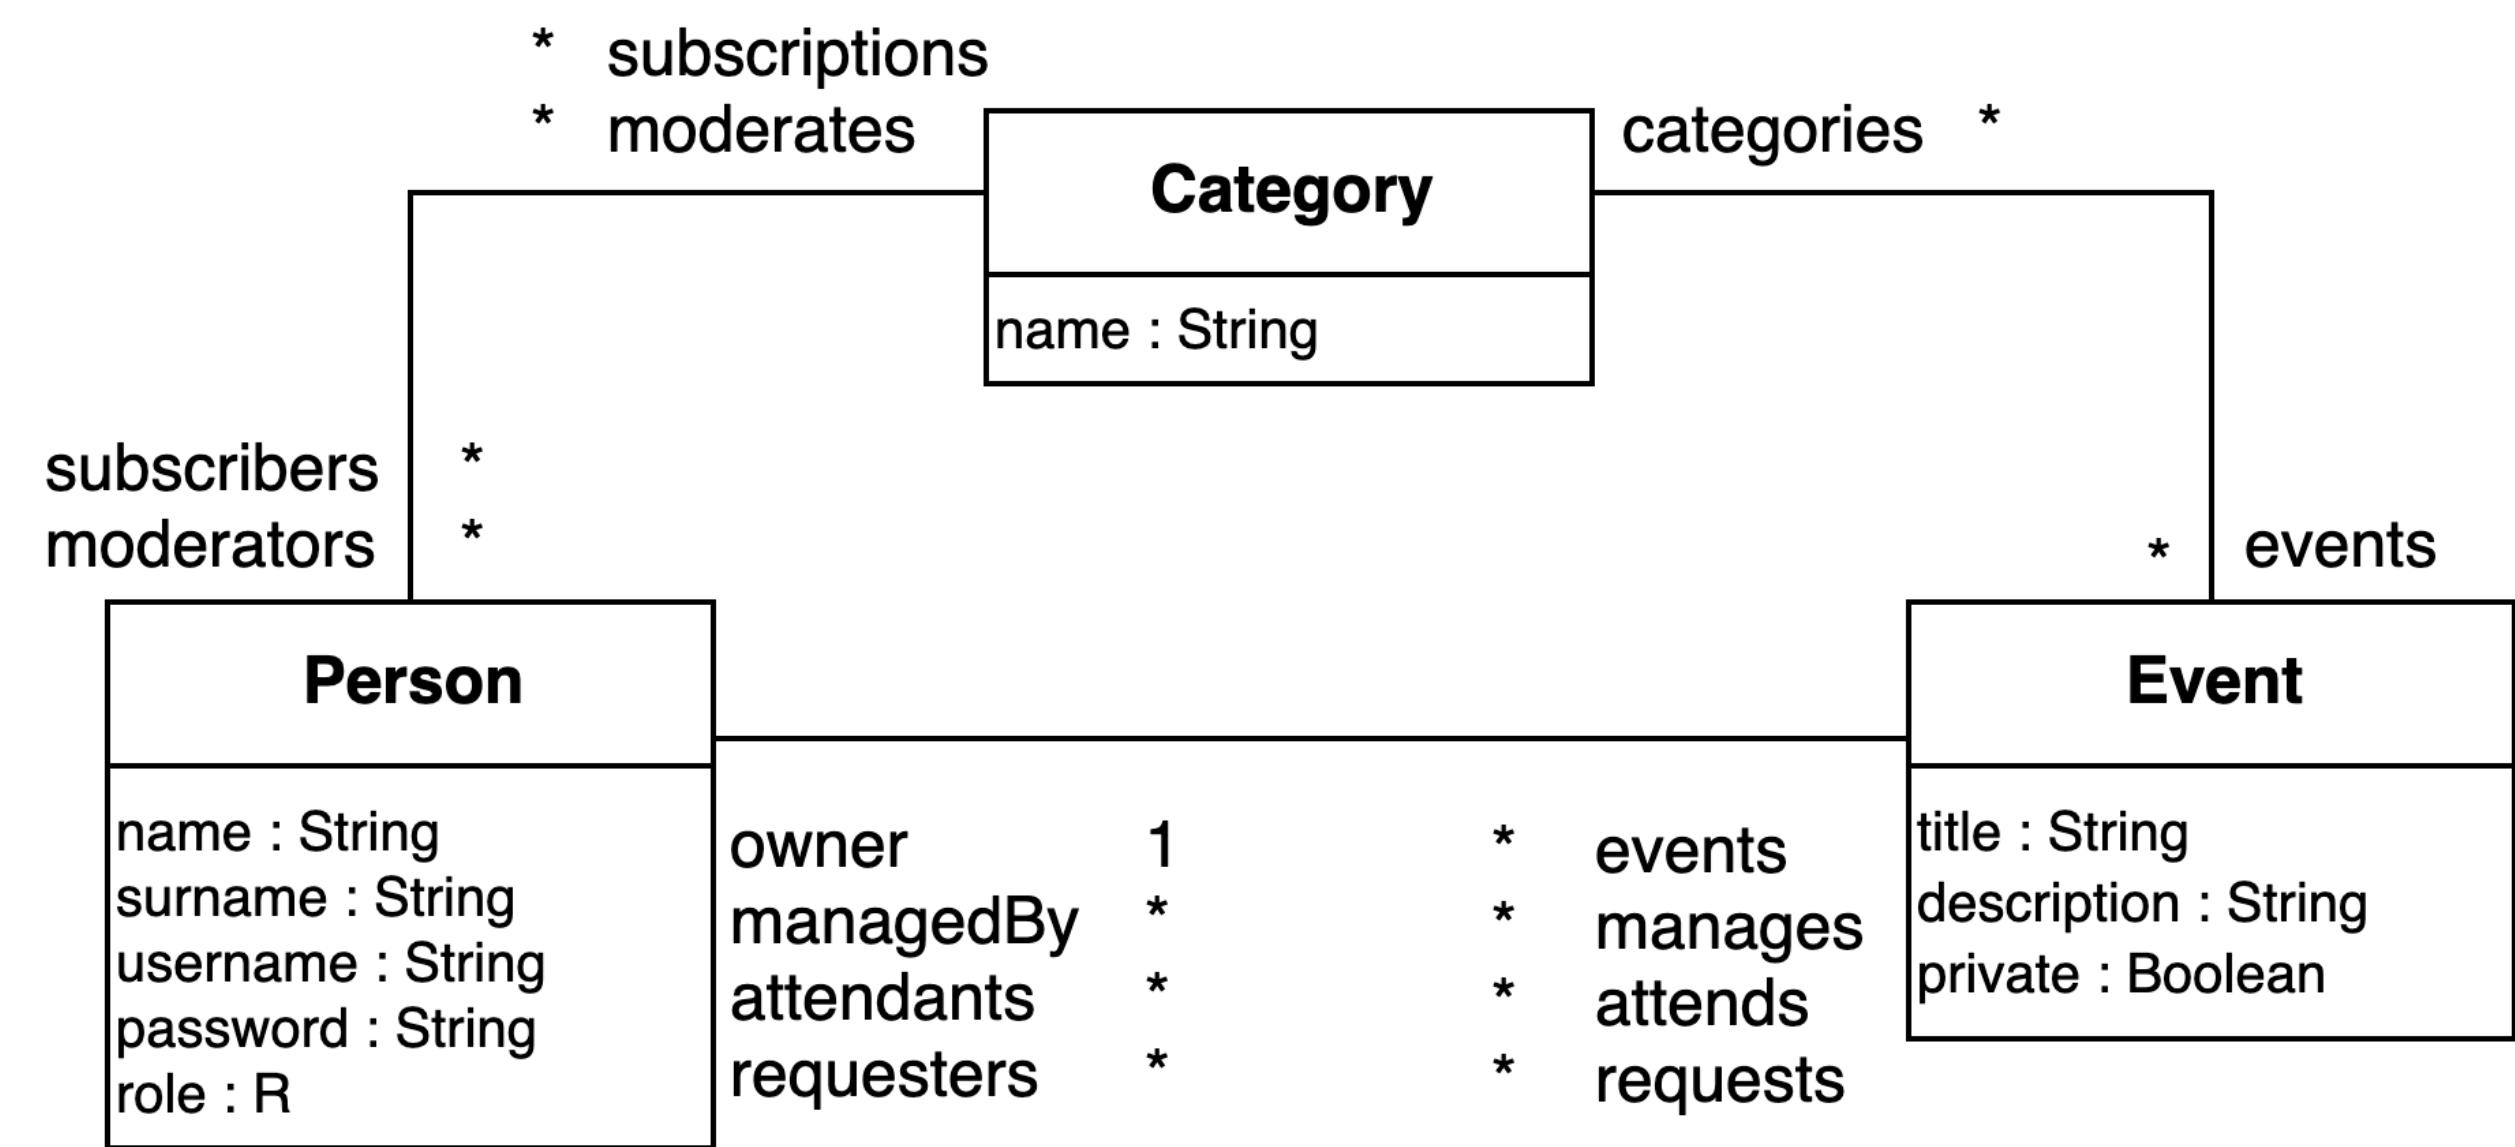 * subscriptions
* moderates
categories *
Category
name : String
subscribers *
moderators *
* events
Person
Event
name : String
surname : String
username : String
password : String
role : R
owner 1 * events
managedBy * * manages
attendants * * attends
requesters * * requests
title : String
description : String
private : Boolean